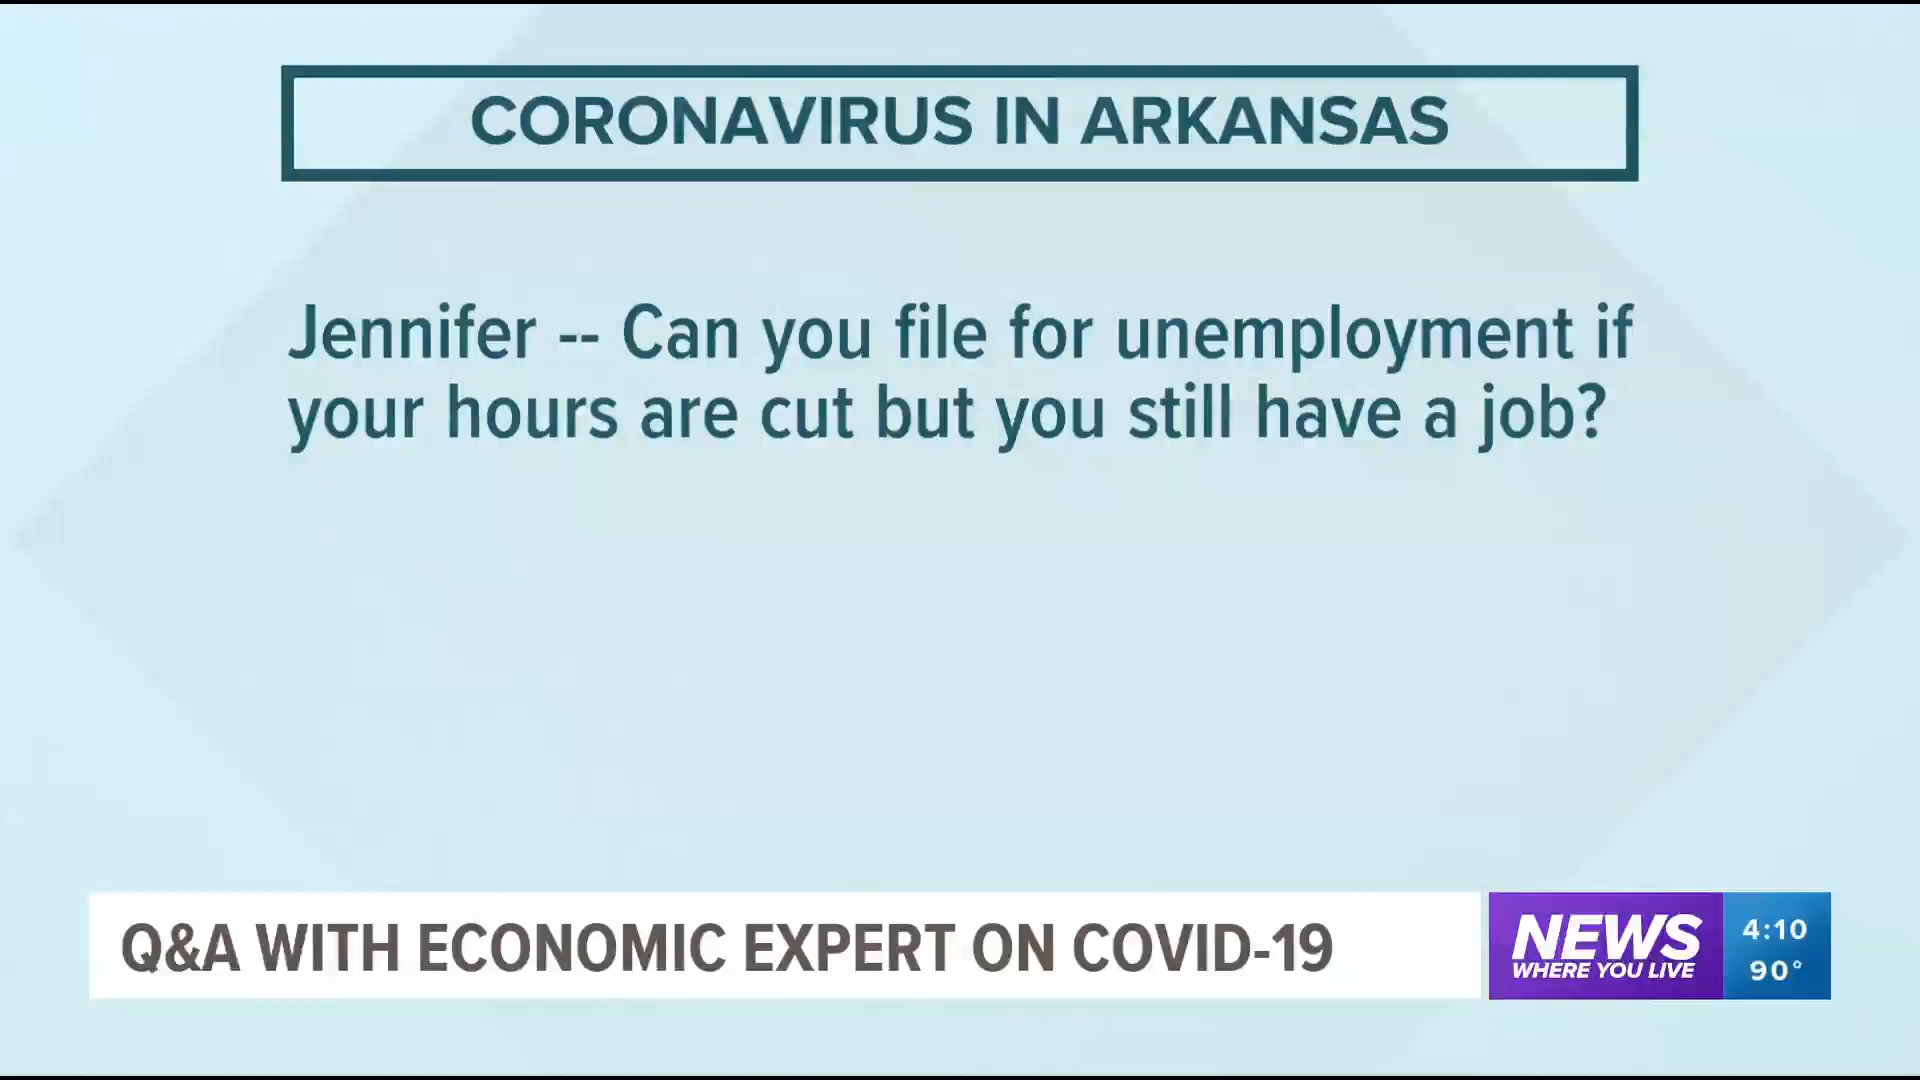 CORONAVIRUS IN ARKANSAS
Jennifer -- Can you file for unemployment if
your hours are cut but you still have a job?
Q&A WITH ECONOMIC EXPERT ON COVID-19
NEWS
WHERE YOU LIVE
4:10
90°